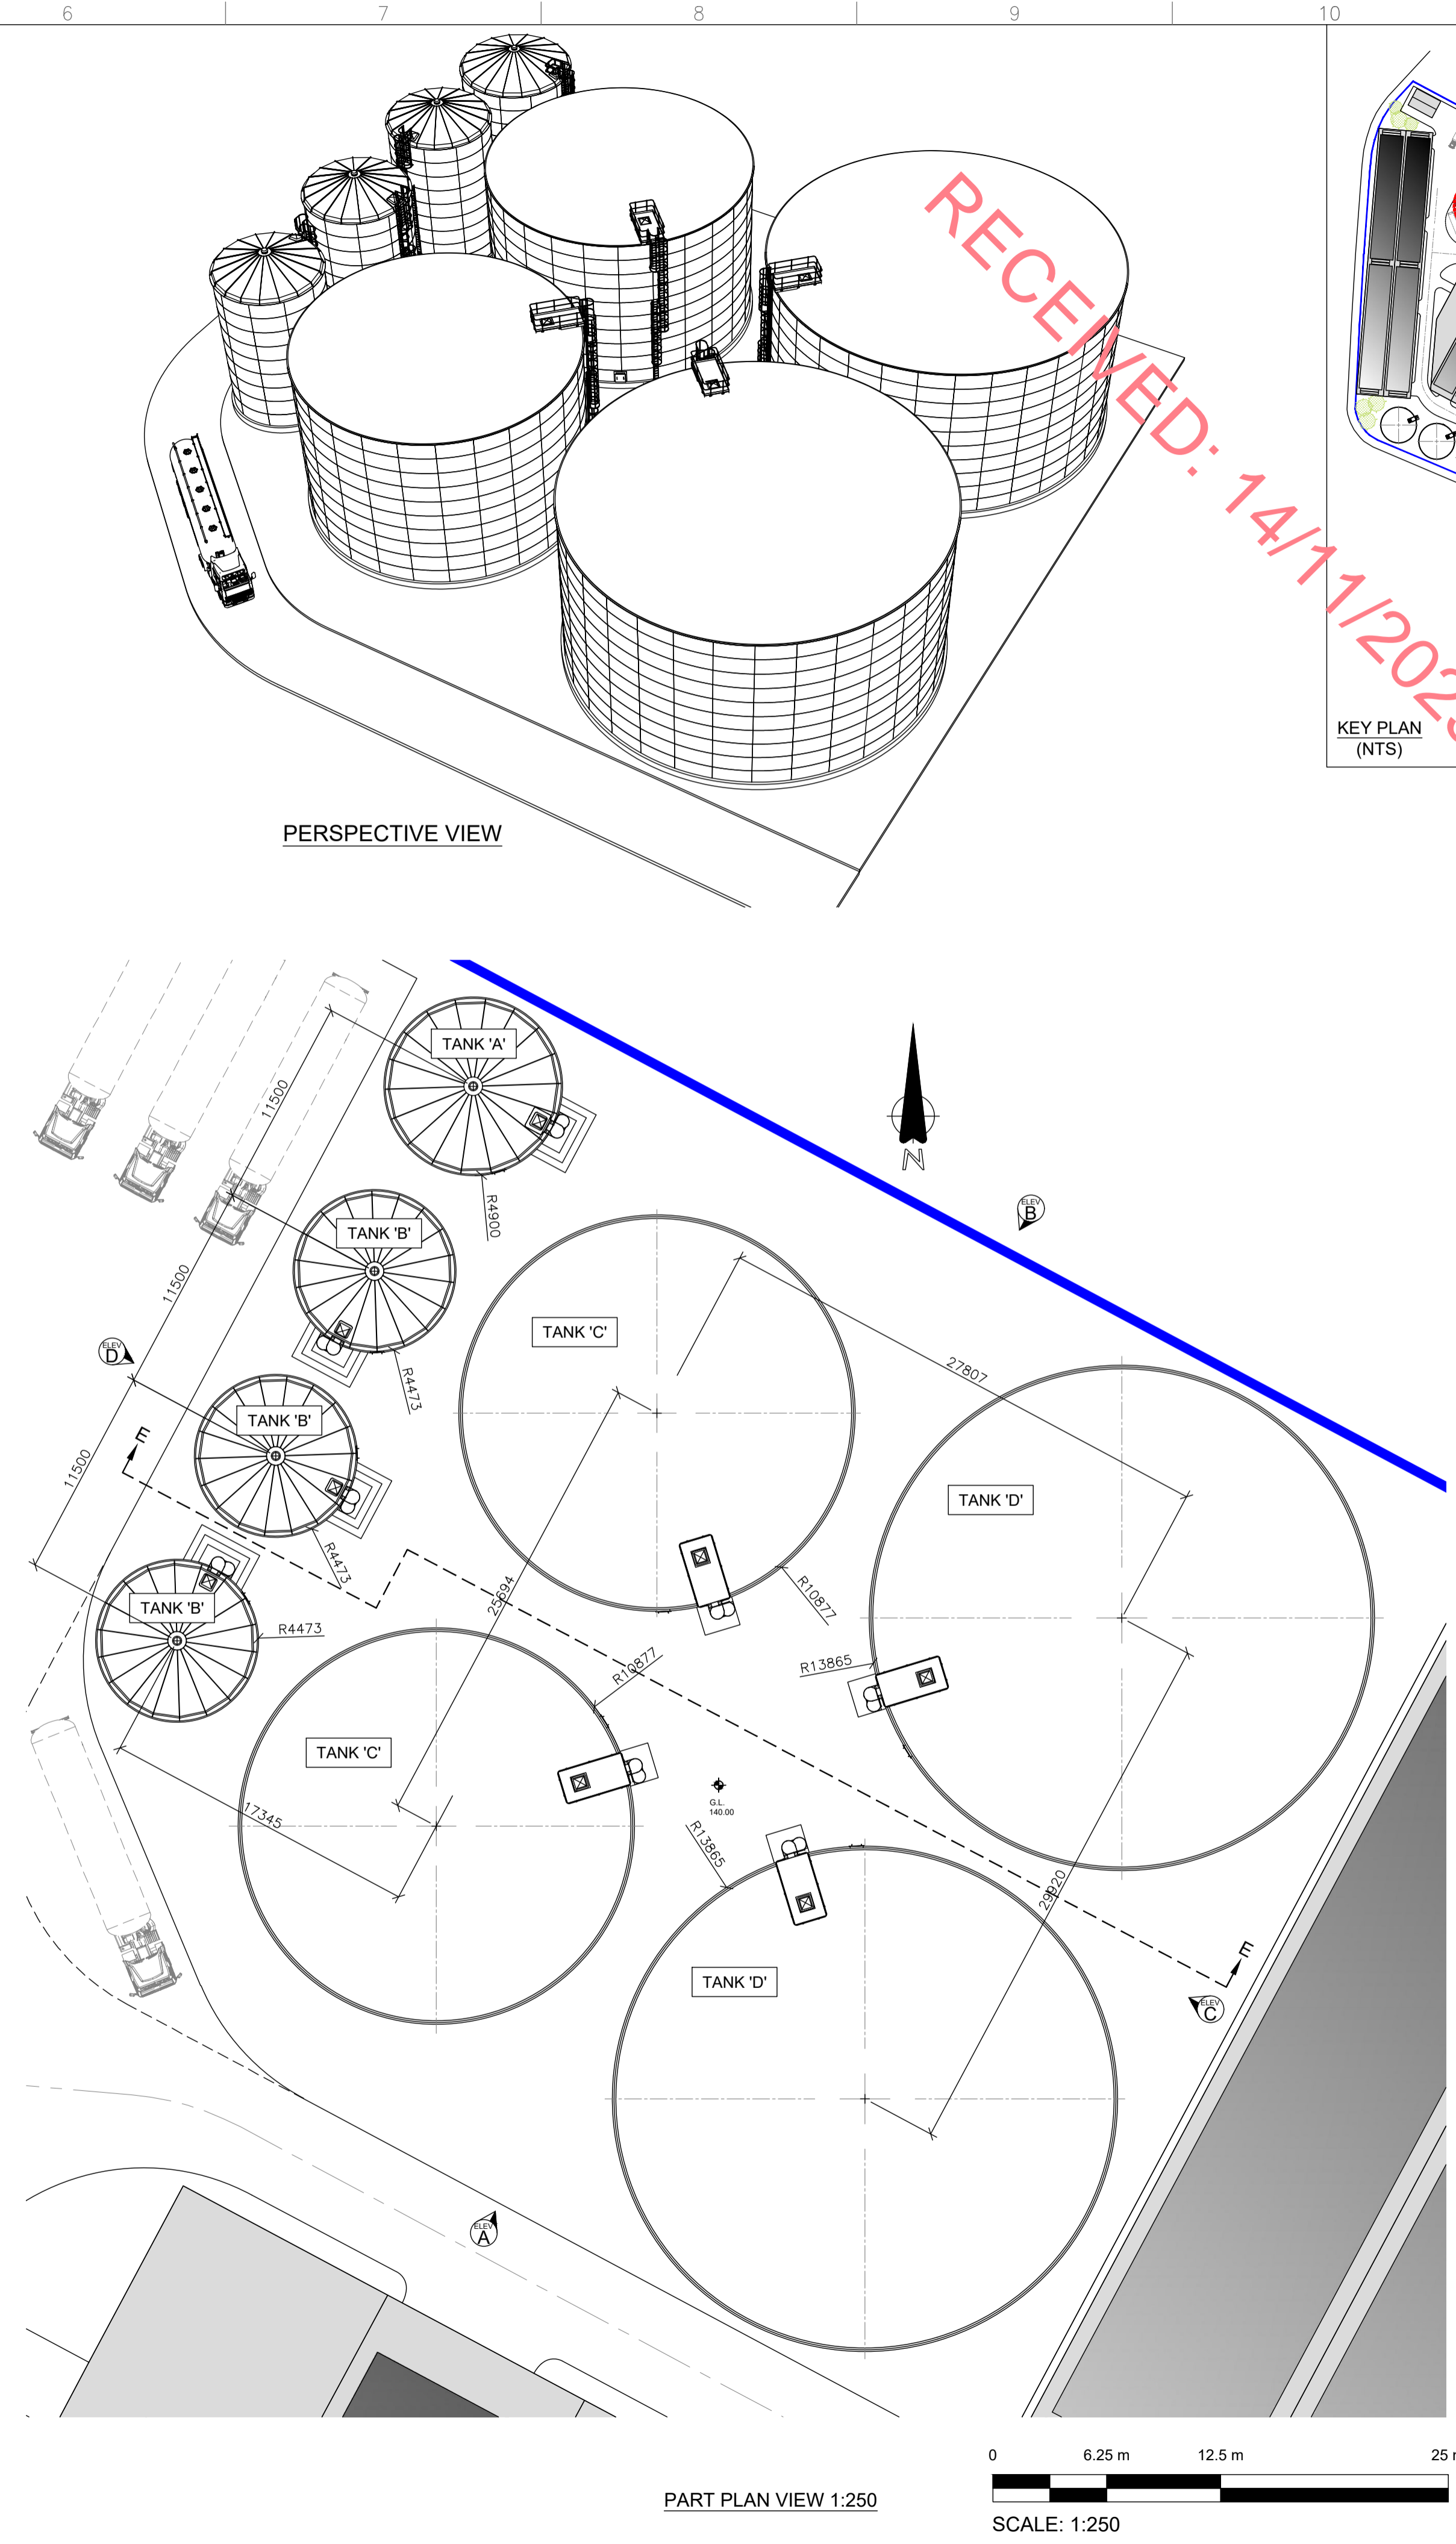 6 7 8 9 10
RECEIVED: 14/11/202
KEY PLAN
(NTS)
PERSPECTIVE VIEW
TANK 'A'
11500
R4900
TANK 'B'
11500
ELEV
B
R4473
TANK 'C'
ELEV
D
27807
TANK 'B'
E
11500
TANK 'D'
R4473
25694
R10877
TANK 'B'
R4473
R10877
R13865
TANK 'C'
G.L.
140.00
17345
R13865
29920
E
TANK 'D'
ELEV
C
ELEV
A
N
0 6.25 m 12.5 m 25
PART PLAN VIEW 1:250
SCALE: 1:250